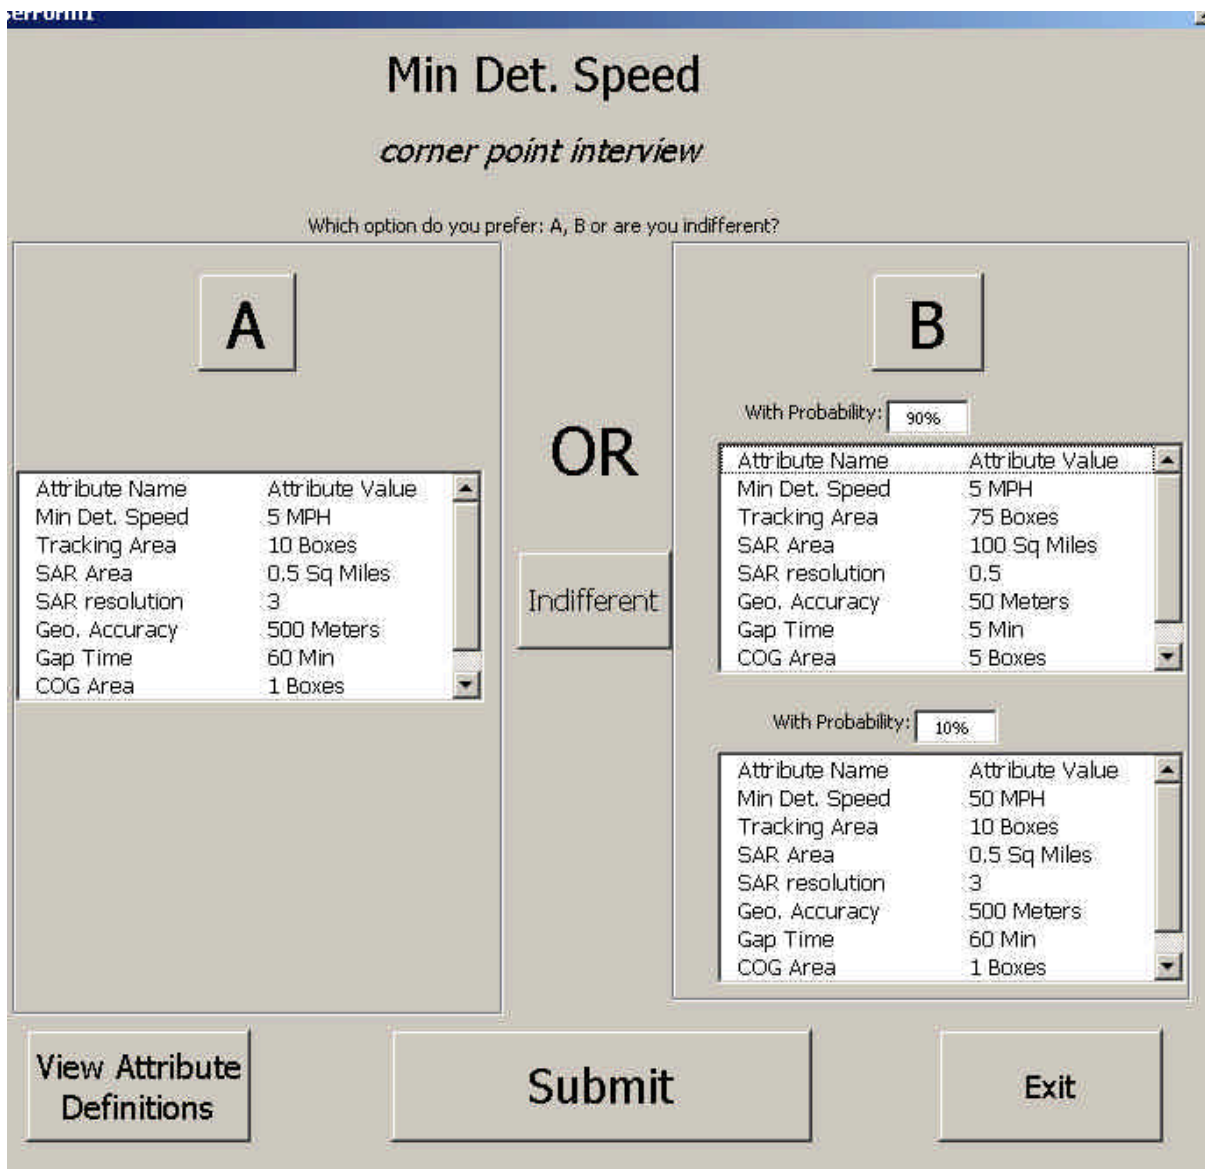 Min Det. Speed
corner point interview
Which option do you prefer: A, B or are you indifferent?
A
Attribute Name Attribute Value
Min Det. Speed 5 MPH
Tracking Area 10 Boxes
SAR Area 0.5 Sq Miles
SAR resolution 3
Geo. Accuracy 500 Meters
Gap Time 60 Min
COG Area 1 Boxes
OR
Indifferent
B
With Probability: 90%
Attribute Name Attribute Value
Min Det. Speed 5 MPH
Tracking Area 75 Boxes
SAR Area 100 Sq Miles
SAR resolution 0.5
Geo. Accuracy 50 Meters
Gap Time 5 Min
COG Area 5 Boxes
With Probability: 10%
Attribute Name Attribute Value
Min Det. Speed 50 MPH
Tracking Area 10 Boxes
SAR Area 0.5 Sq Miles
SAR resolution 3
Geo. Accuracy 500 Meters
Gap Time 60 Min
COG Area 1 Boxes
View Attribute
Definitions
Submit
Exit